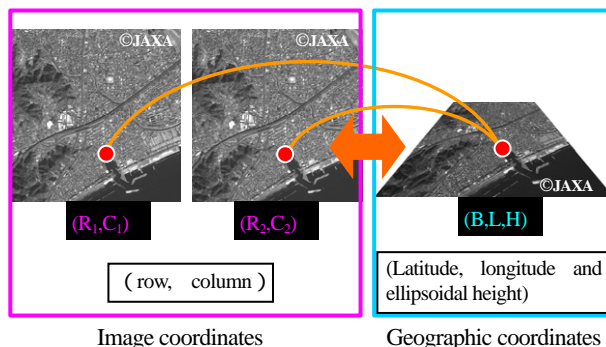 ©JAXA ©JAXA
©JAXA
(R₁,C₁) (R₂,C₂) (B,L,H)
(row, column)
(Latitude, longitude and
ellipsoidal height)
Image coordinates Geographic coordinates